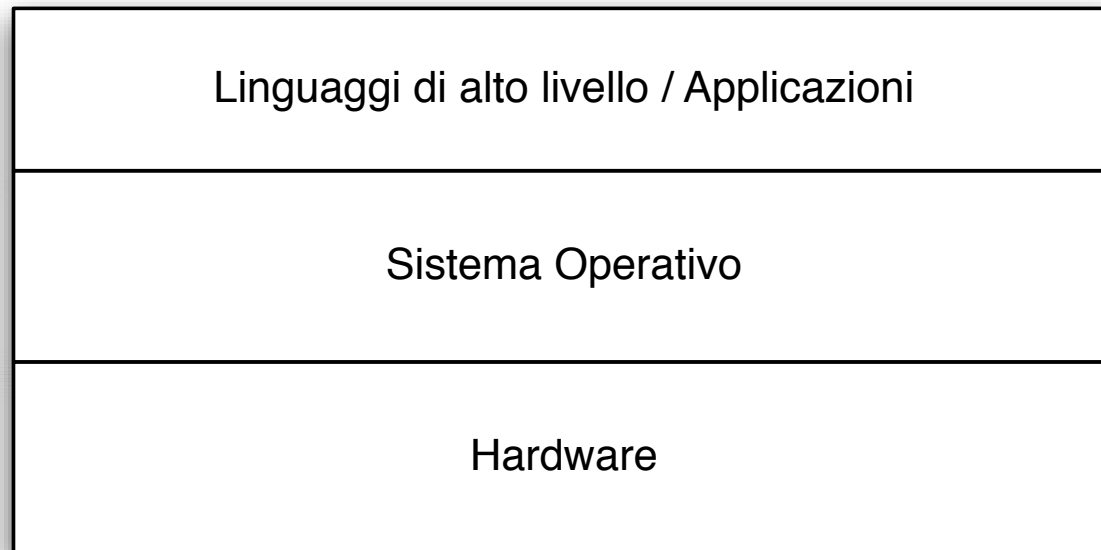 Linguaggi di alto livello / Applicazioni
Sistema Operativo
Hardware